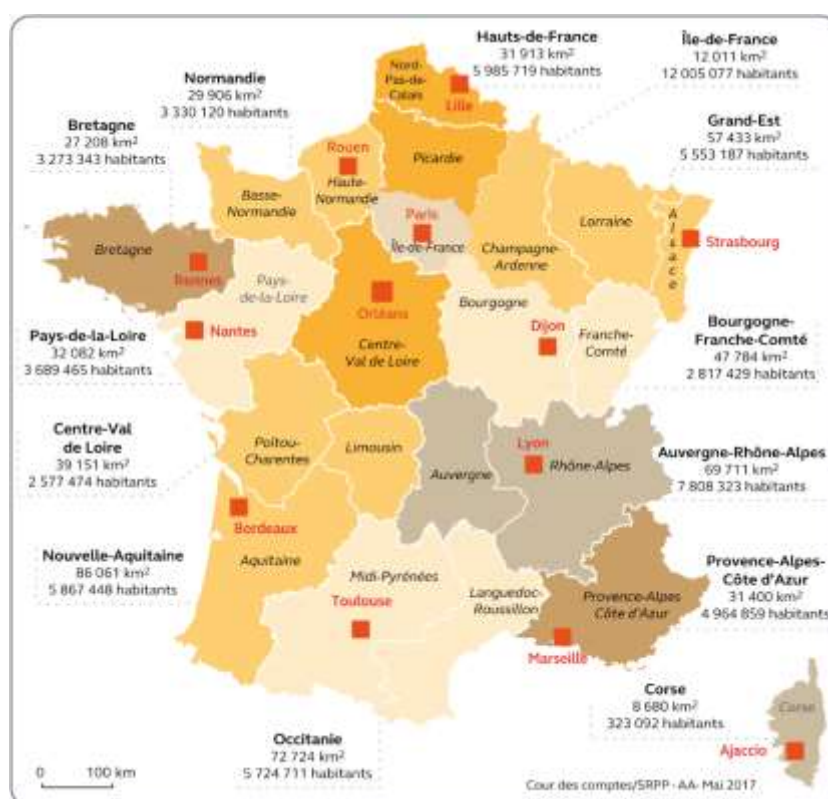 Hauts-de-France
31 913 km²
5 985 719 habitants
Île-de-France
12 011 km²
12 005 077 habitants
Normandie
29 906 km²
3 330 120 habitants
Bretagne
27 208 km²
3 273 343 habitants
Grand-Est
57 433 km²
5 553 187 habitants
Nord-
Pas-de-
Calais
Lille
Picardie
Rouen
Haute-
Normandie
Basse-
Normandie
Paris
Île-de-France
Champagne-
Ardenne
Lorraine
Alsace
Strasbourg
Bretagne
Rennes
Pays-
de-la-Loire
Nantes
Orléans
Centre-
Val de Loire
Bourgogne
Dijon
Franche-
Comté
Pays-de-la-Loire
32 082 km²
3 689 465 habitants
Bourgogne-
Franche-Comté
47 784 km²
2 817 429 habitants
Centre-Val
de Loire
39 151 km²
2 577 474 habitants
Poitou-
Charentes
Limousin
Auvergne
Lyon
Rhône-Alpes
Auvergne-Rhône-Alpes
69 711 km²
7 808 323 habitants
Bordeaux
Aquitaine
Nouvelle-Aquitaine
86 061 km²
5 867 448 habitants
Midi-Pyrénées
Toulouse
Languedoc-
Roussillon
Provence-Alpes
Côte d'Azur
Marseille
Provence-Alpes-
Côte d'Azur
31 400 km²
4 964 859 habitants
Corse
8 680 km²
323 092 habitants
Corse
Ajaccio
Occitanie
72 724 km²
5 724 711 habitants
0 100 km
Cour des comptes/SRPP - AA- Mai 2017